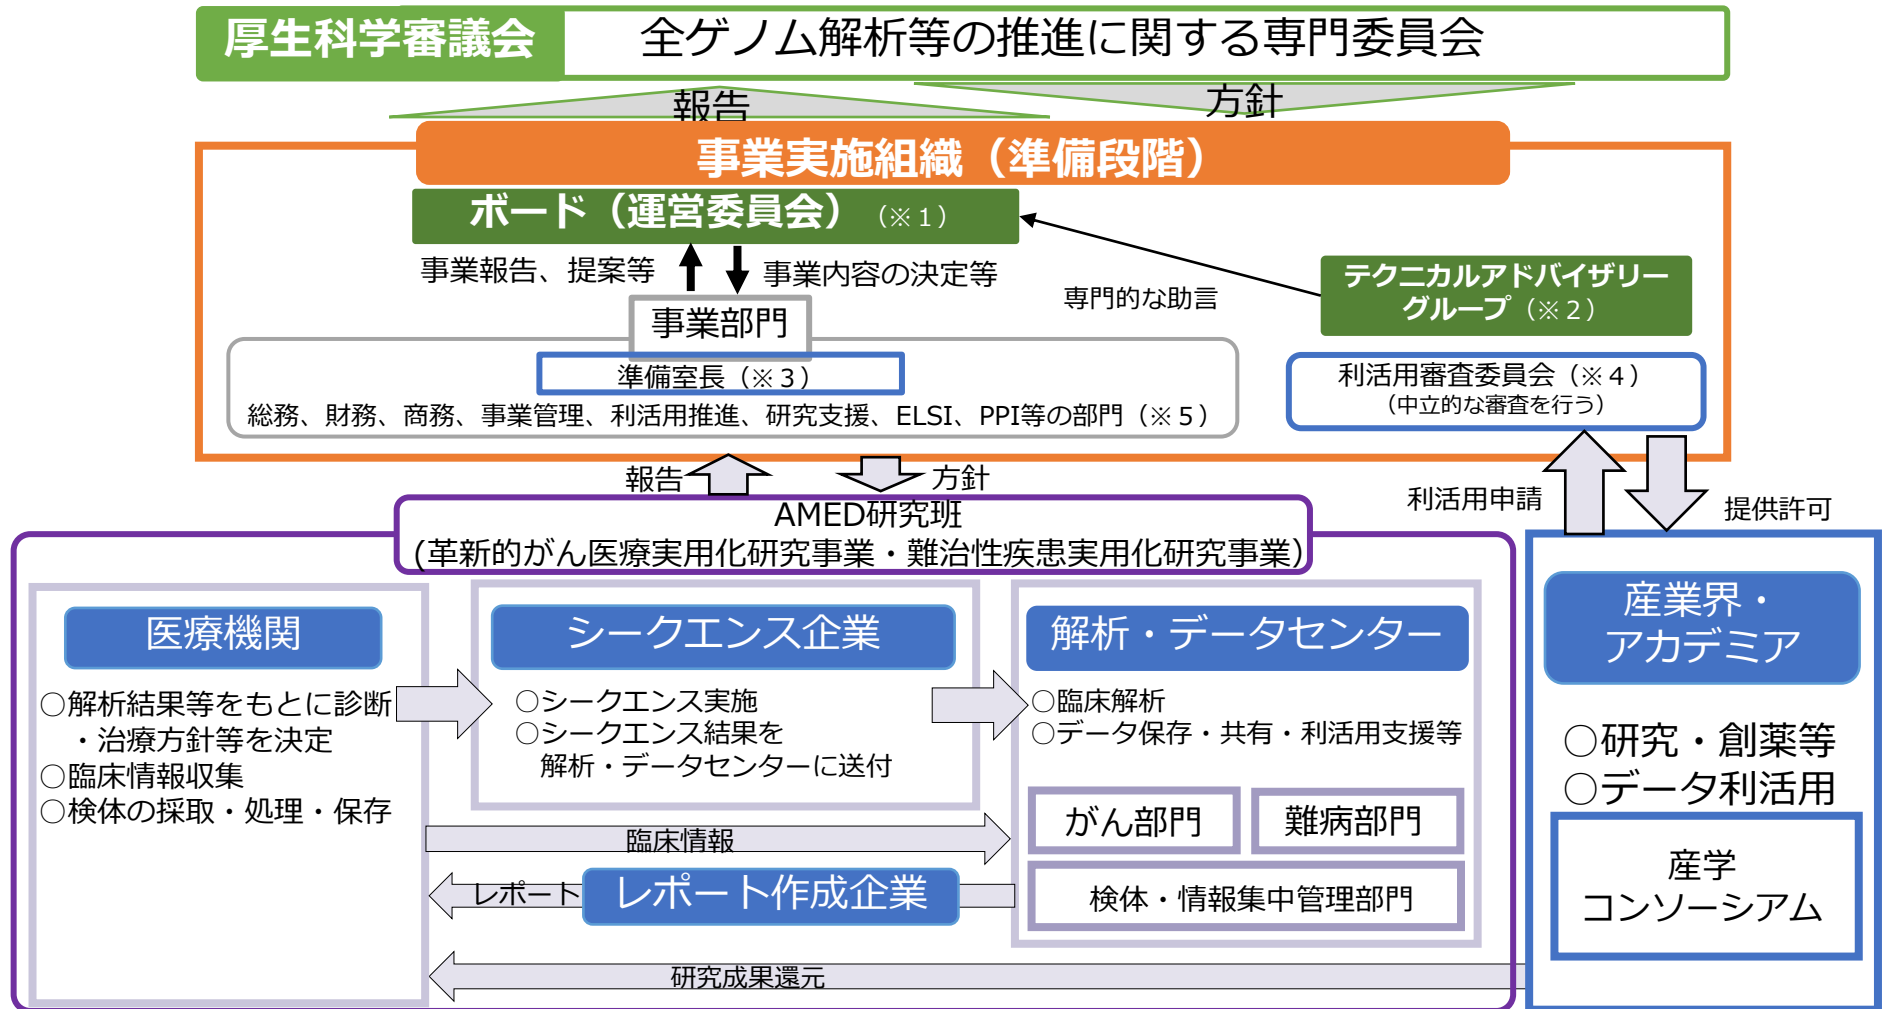 厚生科学審議会
全ゲノム解析等の推進に関する専門委員会
報告
方針
事業実施組織（準備段階）
ボード（運営委員会）（※１）
事業報告、提案等
事業内容の決定等
専門的な助言
テクニカルアドバイザリー
グループ（※２）
事業部門
準備室長（※３）
総務、財務、商務、事業管理、利活用推進、研究支援、ELSI、PPI等の部門（※５）
利活用審査委員会（※４）
（中立的な審査を行う）
報告
方針
利活用申請
提供許可
AMED研究班
(革新的がん医療実用化研究事業・難治性疾患実用化研究事業)
医療機関
○解析結果等をもとに診断
・治療方針等を決定
○臨床情報収集
○検体の採取・処理・保存
シークエンス企業
○シークエンス実施
○シークエンス結果を
解析・データセンターに送付
解析・データセンター
○臨床解析
○データ保存・共有・利活用支援等
がん部門
難病部門
検体・情報集中管理部門
臨床情報
レポート
レポート作成企業
研究成果還元
産業界・
アカデミア
○研究・創薬等
○データ利活用
産学
コンソーシアム